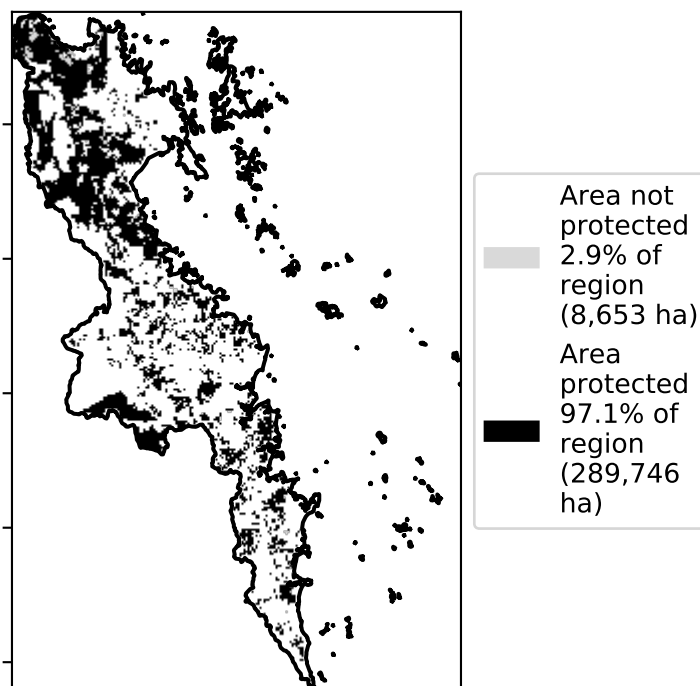 Area not
protected
2.9% of
region
(8,653 ha)
Area
protected
97.1% of
region
(289,746
ha)